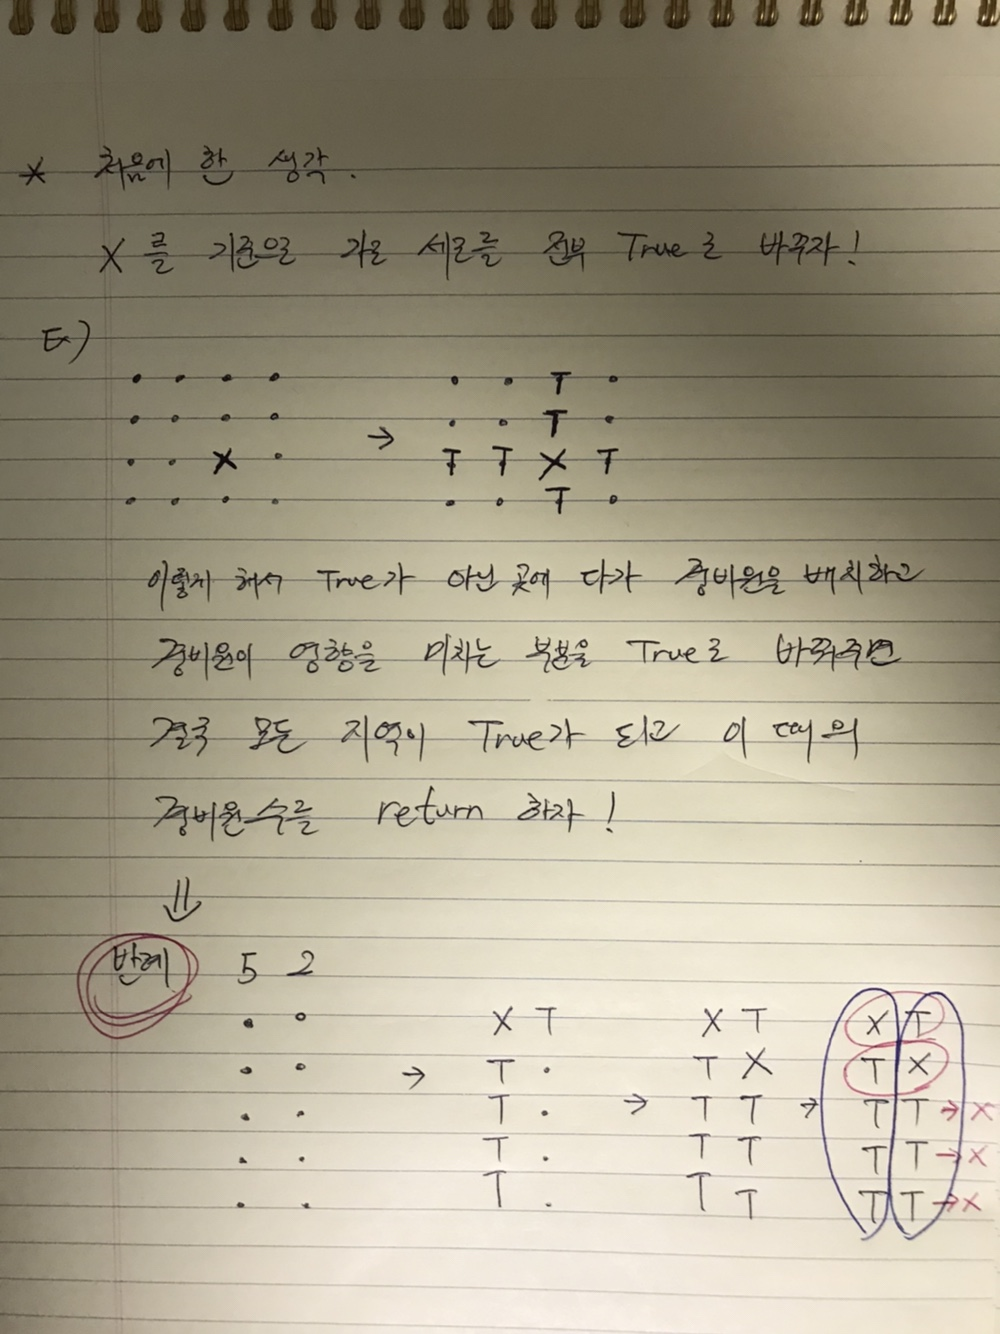 * 처음에 한 생각.
X를 기준으로 가로 세로를 전부 True로 바꾸자!
Ex)
• • • •   • • T •
• • • •   • • T •
• • X • → T T X T
• • • •   • • T •
이렇게 해서 True가 아닌 곳에 다가 경비원을 배치하고
경비원이 영향을 미치는 부분을 True로 바꿔주면
결국 모든 지역이 True가 되고 이 때의
경비원 수를 return 하자!
⇓
반례 5 2
• •   X T   X T   X T
• • → T •   T X   T X
• •   T • → T T → T T → X
• •   T •   T T   T T → X
• •   T •   T T   T T → X